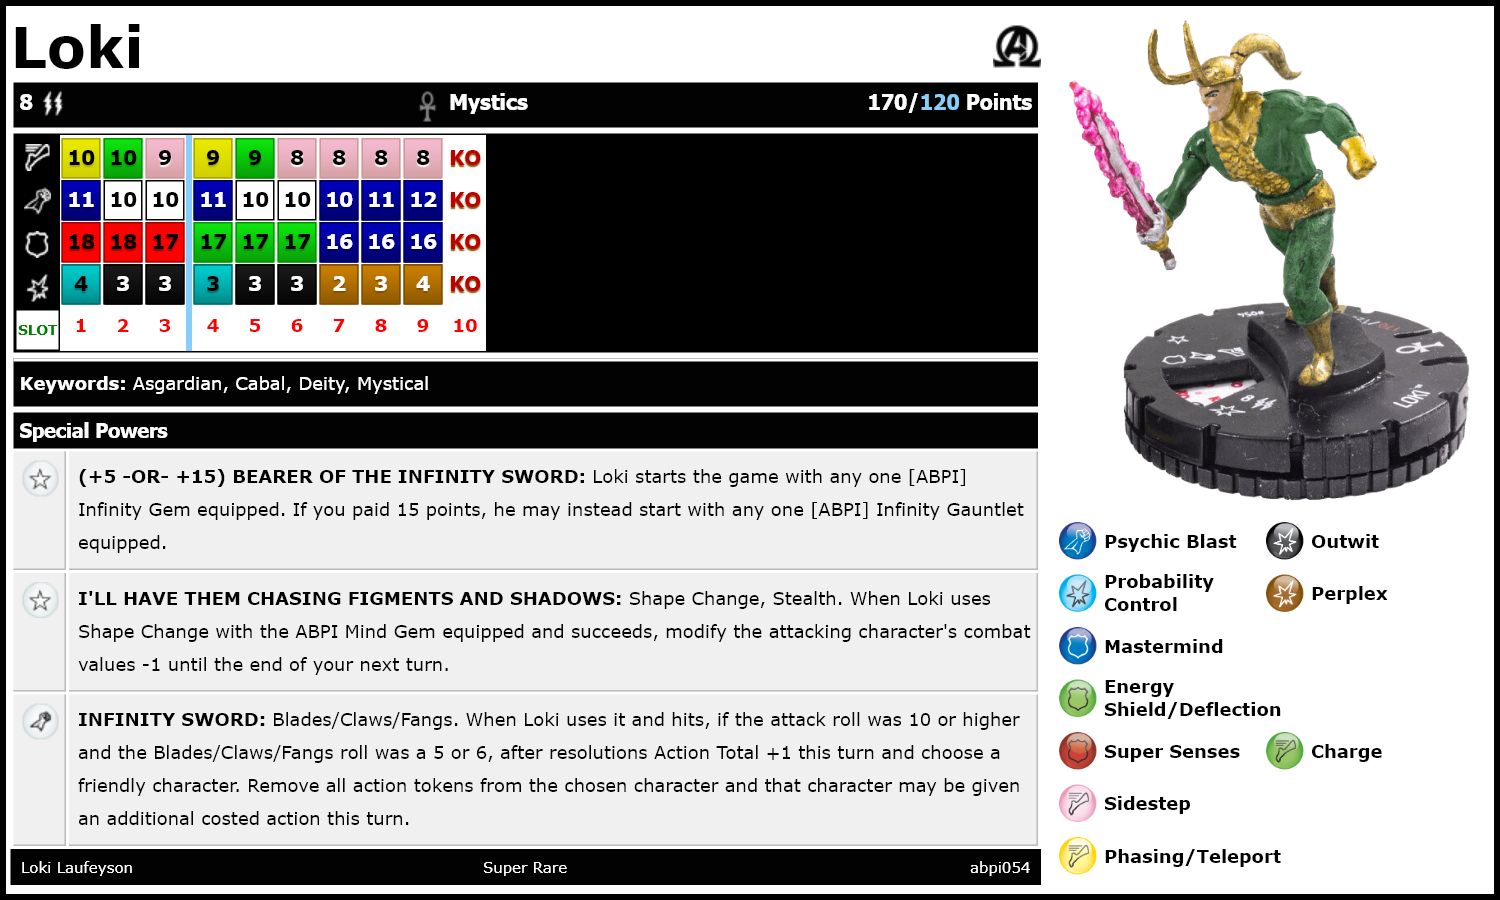 Loki
8 Mystics 170/120 Points
10 10 9 9 9 8 8 8 8 KO
11 10 10 11 10 10 10 11 12 KO
18 18 17 17 17 17 16 16 16 KO
4 3 3 3 3 3 2 3 4 KO
SLOT 1 2 3 4 5 6 7 8 9 10
Keywords: Asgardian, Cabal, Deity, Mystical
Special Powers
(+5 -OR- +15) BEARER OF THE INFINITY SWORD: Loki starts the game with any one [ABPI]
Infinity Gem equipped. If you paid 15 points, he may instead start with any one [ABPI] Infinity Gauntlet
equipped.
I'LL HAVE THEM CHASING FIGMENTS AND SHADOWS: Shape Change, Stealth. When Loki uses
Shape Change with the ABPI Mind Gem equipped and succeeds, modify the attacking character's combat
values -1 until the end of your next turn.
INFINITY SWORD: Blades/Claws/Fangs. When Loki uses it and hits, if the attack roll was 10 or higher
and the Blades/Claws/Fangs roll was a 5 or 6, after resolutions Action Total +1 this turn and choose a
friendly character. Remove all action tokens from the chosen character and that character may be given
an additional costed action this turn.
Loki Laufeyson Super Rare abpi054
#054
LOKI
8
Psychic Blast Outwit
Probability
Control
Perplex
Mastermind
Energy
Shield/Deflection
Super Senses Charge
Sidestep
Phasing/Teleport